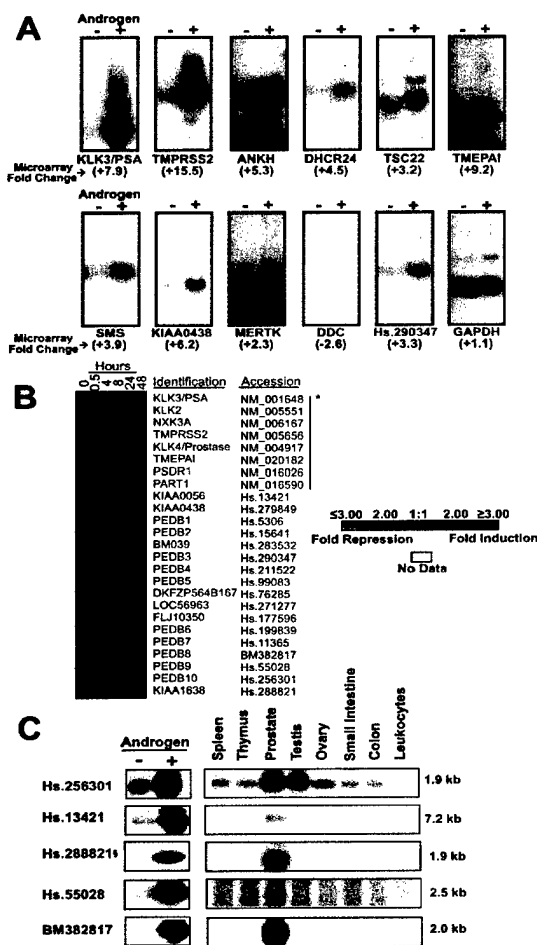 A
Androgen
- + - + - + - + - + - +
KLK3/PSA TMPRSS2 ANKH DHCR24 TSC22 TMEPAI
Microarray Fold Change → (+7.9) (+15.5) (+5.3) (+4.5) (+3.2) (+9.2)
Androgen
- + - + - + - + - + - +
SMS KIAA0438 MERTK DDC Hs.290347 GAPDH
Microarray Fold Change → (+3.9) (+6.2) (+2.3) (-2.6) (+3.3) (+1.1)
B
Hours
0 0.5 4 8 24 48
Identification Accession
KLK3/PSA NM_001648 *
KLK2 NM_005551
NXK3A NM_006167
TMPRSS2 NM_005656
KLK4/Prostase NM_004917
TMEPAI NM_020182
PSDR1 NM_016026
PART1 NM_016590
KIAA0056 Hs.13421
KIAA0438 Hs.279849
PEDB1 Hs.5306
PEDB2 Hs.15641
BM039 Hs.283532
PEDB3 Hs.290347
PEDB4 Hs.211522
PEDB5 Hs.99083
DKFZP564B167 Hs.76285
LOC56963 Hs.271277
FLJ10350 Hs.177596
PEDB6 Hs.199839
PEDB7 Hs.11365
PEDB8 BM382817
PEDB9 Hs.55028
PEDB10 Hs.256301
KIAA1638 Hs.288821
≤3.00 2.00 1:1 2.00 ≥3.00
Fold Repression Fold Induction
No Data
C
Androgen
- +
Spleen Thymus Prostate Testis Ovary Small Intestine Colon Leukocytes
Hs.256301 1.9 kb
Hs.13421 7.2 kb
Hs.288821§ 1.9 kb
Hs.55028 2.5 kb
BM382817 2.0 kb